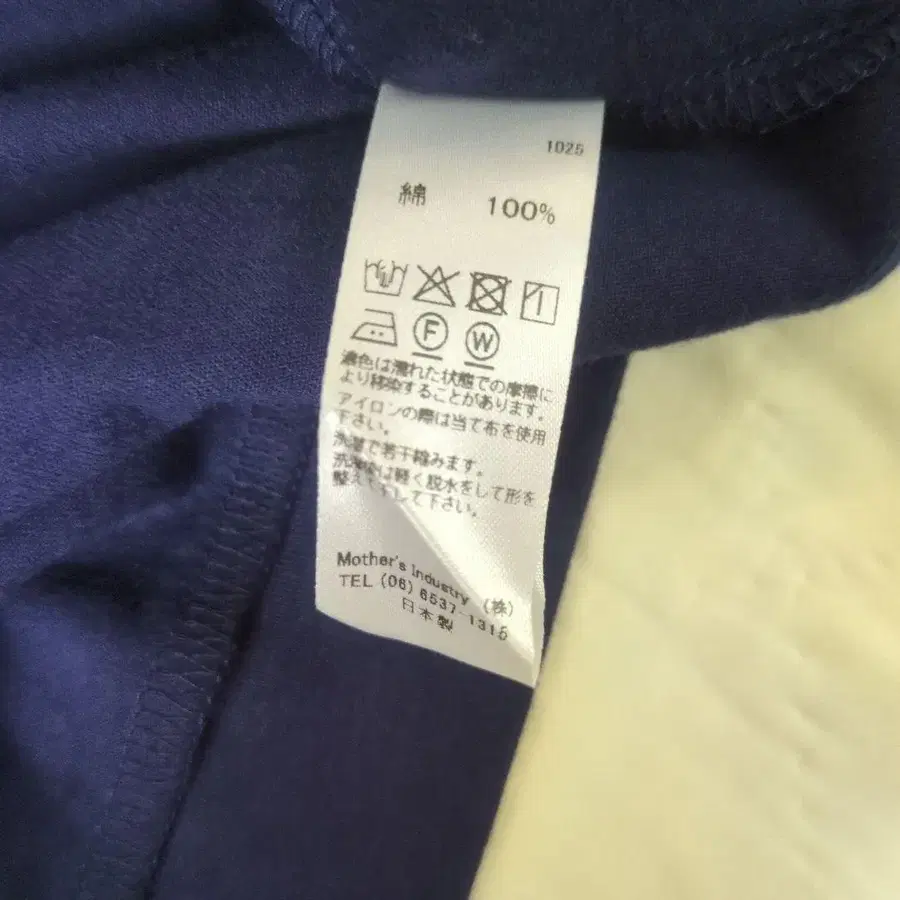 1025
綿 100%
F W
濃色は濡れた状態での摩擦に
より移染することがあります。
アイロンの際は当て布を使用
下さい。
洗濯で若干縮みます。
洗濯後は軽く脱水をして形を
整え干して下さい。
Mother's Industry (株)
TEL (06) 6537-1315
日本製